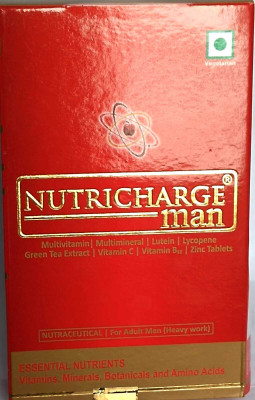 Vegetarian
NUTRICHARGE®
man
Multivitamin| Multimineral | Lutein | Lycopene
Green Tea Extract | Vitamin C | Vitamin B₁₂ | Zinc Tablets
NUTRACEUTICAL | For Adult Men (Heavy work)
ESSENTIAL NUTRIENTS
Vitamins, Minerals, Botanicals and Amino Acids